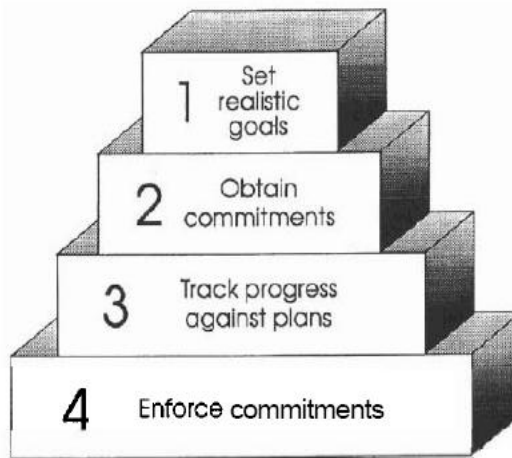 1 Set
realistic
goals
2 Obtain
commitments
3 Track progress
against plans
4 Enforce commitments